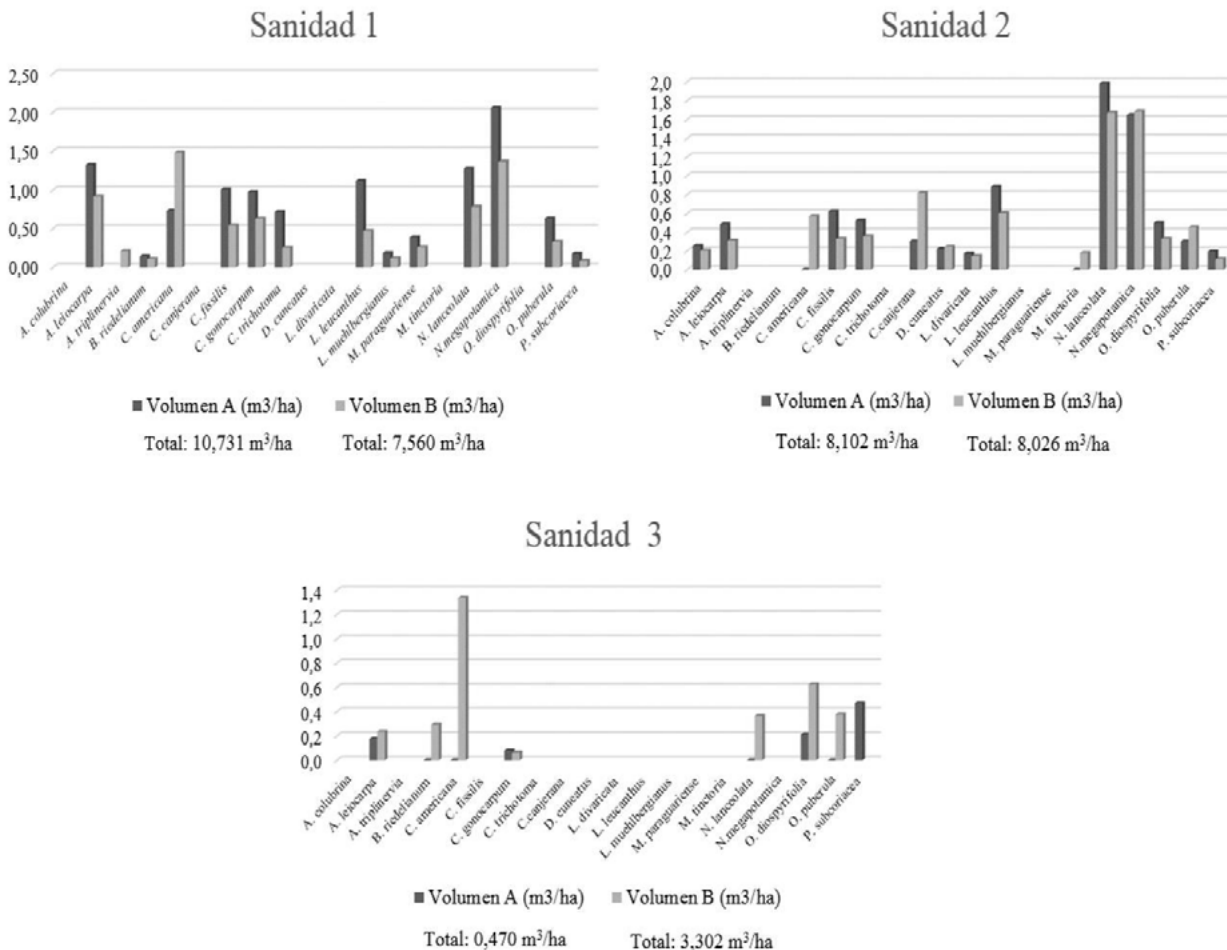 Sanidad 1
2,50
2,00
1,50
1,00
0,50
0,00
A. colubrina
A. leiocarpa
A. triplinervia
B. riedelianum
C. americana
C. canjerana
C. fissilis
C. gonocarpum
C. trichotoma
D. cuneatus
L. divaricata
L. leucanthus
L. muehlbergianus
M. paraguariense
M. tinctoria
N. lanceolata
N.megopotamica
O. diospyrifolia
O. puberula
P. subcoriacea
Volumen A (m3/ha) Volumen B (m3/ha)
Total: 10,731 m³/ha Total: 7,560 m³/ha
Sanidad 2
2,0
1,8
1,6
1,4
1,2
1,0
0,8
0,6
0,4
0,2
0,0
A. colubrina
A. leiocarpa
A. triplinervia
B. riedelianum
C. americana
C. fissilis
C. gonocarpum
C. trichotoma
C.canjerana
D. cuneatus
L. divaricata
L. leucanthus
L. muehlbergianus
M. paraguariense
M. tinctoria
N. lanceolata
N.megapotanica
O. diospyrifolia
O. puberula
P. subcoriacea
Volumen A (m3/ha) Volumen B (m3/ha)
Total: 8,102 m³/ha Total: 8,026 m³/ha
Sanidad 3
1,4
1,2
1,0
0,8
0,6
0,4
0,2
0,0
A. colubrina
A. leiocarpa
A. triplinervia
B. riedelianum
C. americana
C. fissilis
C. gonocarpum
C. trichotoma
C.canjerana
D. cuneatus
L. divaricata
L. leucanthus
L. muehlbergianus
M. paraguariense
M. tinctoria
N. lanceolata
N.megapotamica
O. diospyrifolia
O. puberula
P. subcoriacea
Volumen A (m3/ha) Volumen B (m3/ha)
Total: 0,470 m³/ha Total: 3,302 m³/ha